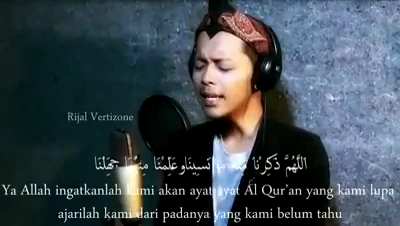 Rijal Vertizone
اللَّهُمَّ ذَكِّرْنَا مِنْهُ مَا نَسِينَا وَعَلِّمْنَا مِنْهُ مَا جَهِلْنَا
Ya Allah ingatkanlah kami akan ayat ayat Al Qur'an yang kami lupa
ajarilah kami dari padanya yang kami belum tahu